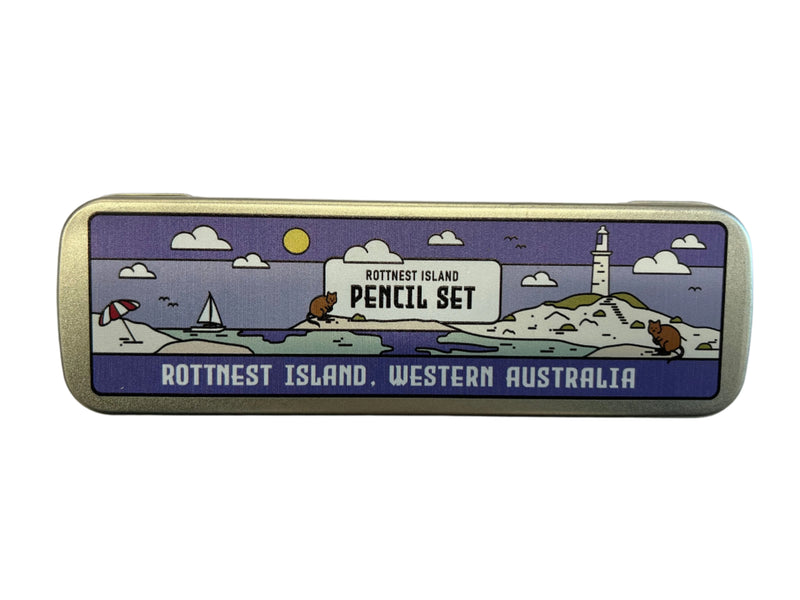 ROTTNEST ISLAND
PENCIL SET
ROTTNEST ISLAND, WESTERN AUSTRALIA